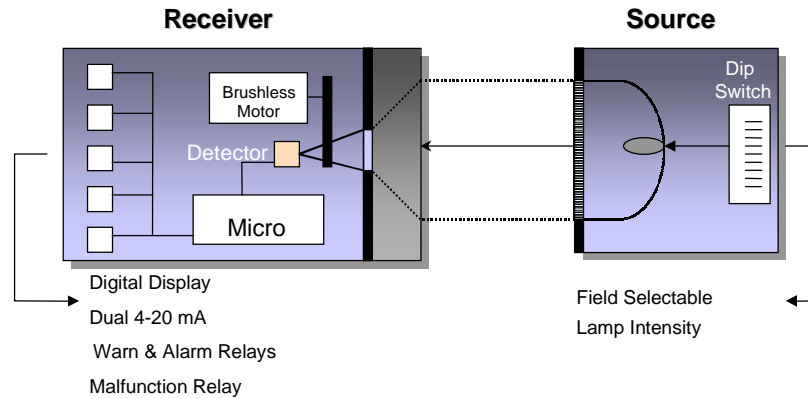 Receiver
Source
Brushless
Motor
Detector
Micro
Dip
Switch
Digital Display
Dual 4-20 mA
Warn & Alarm Relays
Malfunction Relay
Field Selectable
Lamp Intensity